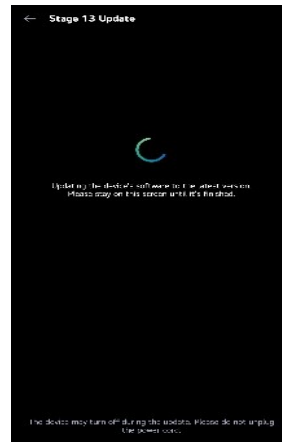 Stage 13 Update
Updating the device's software to the latest version.
Please stay on this screen until it's finished.
The device may turn off during the update. Please do not unplug
the power cord.